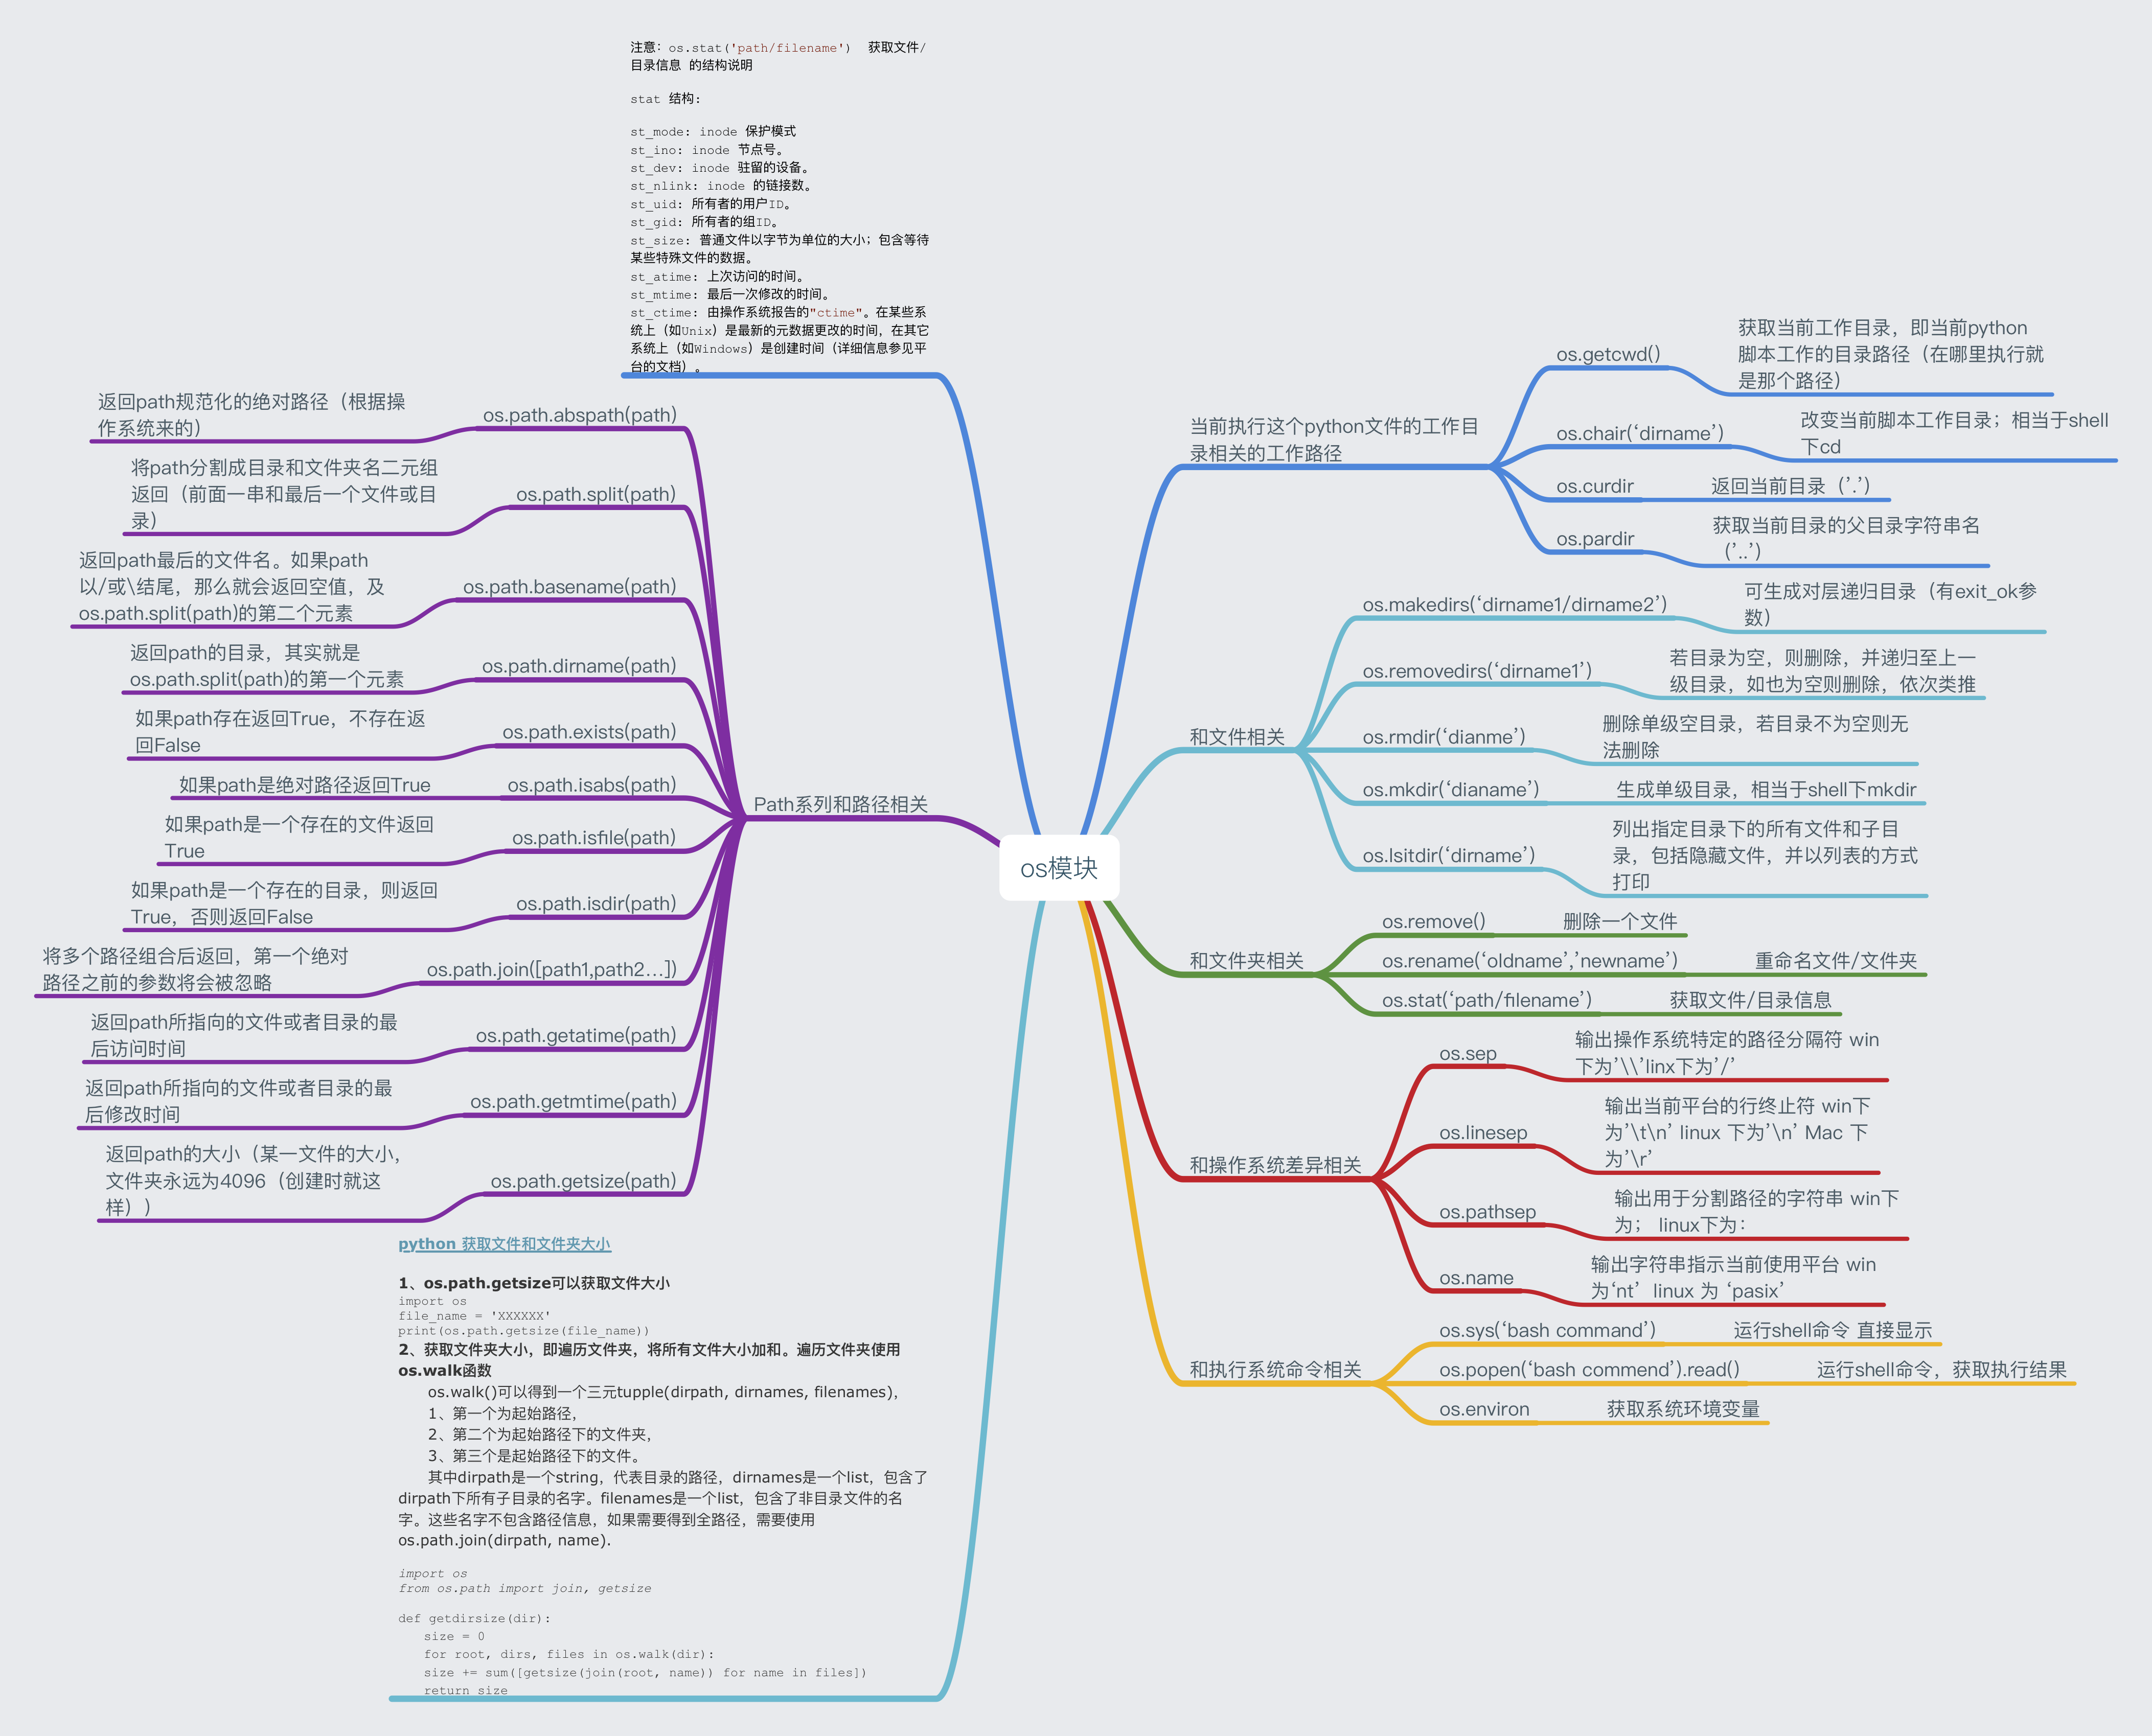 注意：os.stat('path/filename')  获取文件/
目录信息 的结构说明
stat 结构:
st_mode: inode 保护模式
st_ino: inode 节点号。
st_dev: inode 驻留的设备。
st_nlink: inode 的链接数。
st_uid: 所有者的用户ID。
st_gid: 所有者的组ID。
st_size: 普通文件以字节为单位的大小；包含等待
某些特殊文件的数据。
st_atime: 上次访问的时间。
st_mtime: 最后一次修改的时间。
st_ctime: 由操作系统报告的"ctime"。在某些系
统上（如Unix）是最新的元数据更改的时间，在其它
系统上（如Windows）是创建时间（详细信息参见平
台的文档）。
返回path规范化的绝对路径（根据操
作系统来的）
os.path.abspath(path)
将path分割成目录和文件夹名二元组
返回（前面一串和最后一个文件或目
录）
os.path.split(path)
返回path最后的文件名。如果path
以/或\结尾，那么就会返回空值，及
os.path.split(path)的第二个元素
os.path.basename(path)
返回path的目录，其实就是
os.path.split(path)的第一个元素
os.path.dirname(path)
如果path存在返回True，不存在返
回False
os.path.exists(path)
如果path是绝对路径返回True
os.path.isabs(path)
如果path是一个存在的文件返回
True
os.path.isfile(path)
如果path是一个存在的目录，则返回
True，否则返回False
os.path.isdir(path)
将多个路径组合后返回，第一个绝对
路径之前的参数将会被忽略
os.path.join([path1,path2...])
返回path所指向的文件或者目录的最
后访问时间
os.path.getatime(path)
返回path所指向的文件或者目录的最
后修改时间
os.path.getmtime(path)
返回path的大小（某一文件的大小，
文件夹永远为4096（创建时就这
样））
os.path.getsize(path)
Path系列和路径相关
python 获取文件和文件夹大小
1、os.path.getsize可以获取文件大小
import os
file_name = 'XXXXXX'
print(os.path.getsize(file_name))
2、获取文件夹大小，即遍历文件夹，将所有文件大小加和。遍历文件夹使用
os.walk函数
os.walk()可以得到一个三元tupple(dirpath, dirnames, filenames)，
1、第一个为起始路径，
2、第二个为起始路径下的文件夹，
3、第三个是起始路径下的文件。
其中dirpath是一个string，代表目录的路径，dirnames是一个list，包含了
dirpath下所有子目录的名字。filenames是一个list，包含了非目录文件的名
字。这些名字不包含路径信息，如果需要得到全路径，需要使用
os.path.join(dirpath, name).
import os
from os.path import join, getsize
def getdirsize(dir):
size = 0
for root, dirs, files in os.walk(dir):
size += sum([getsize(join(root, name)) for name in files])
return size
os模块
当前执行这个python文件的工作目
录相关的工作路径
os.getcwd()
获取当前工作目录，即当前python
脚本工作的目录路径（在哪里执行就
是那个路径）
os.chair(‘dirname’)
改变当前脚本工作目录；相当于shell
下cd
os.curdir
返回当前目录（’.’）
os.pardir
获取当前目录的父目录字符串名
（’..’）
和文件相关
os.makedirs(‘dirname1/dirname2’)
可生成对层递归目录（有exit_ok参
数）
os.removedirs(‘dirname1’)
若目录为空，则删除，并递归至上一
级目录，如也为空则删除，依次类推
os.rmdir(‘dianme’)
删除单级空目录，若目录不为空则无
法删除
os.mkdir(‘dianame’)
生成单级目录，相当于shell下mkdir
os.lsitdir(‘dirname’)
列出指定目录下的所有文件和子目
录，包括隐藏文件，并以列表的方式
打印
和文件夹相关
os.remove()
删除一个文件
os.rename(‘oldname’,’newname’)
重命名文件/文件夹
os.stat(‘path/filename’)
获取文件/目录信息
和操作系统差异相关
os.sep
输出操作系统特定的路径分隔符 win
下为’\\’linx下为’/’
os.linesep
输出当前平台的行终止符 win下
为’\t\n’ linux 下为’\n’ Mac 下
为’\r’
os.pathsep
输出用于分割路径的字符串 win下
为； linux下为：
os.name
输出字符串指示当前使用平台 win
为‘nt’ linux 为 ‘pasix’
和执行系统命令相关
os.sys(‘bash command’)
运行shell命令 直接显示
os.popen(‘bash commend’).read()
运行shell命令，获取执行结果
os.environ
获取系统环境变量